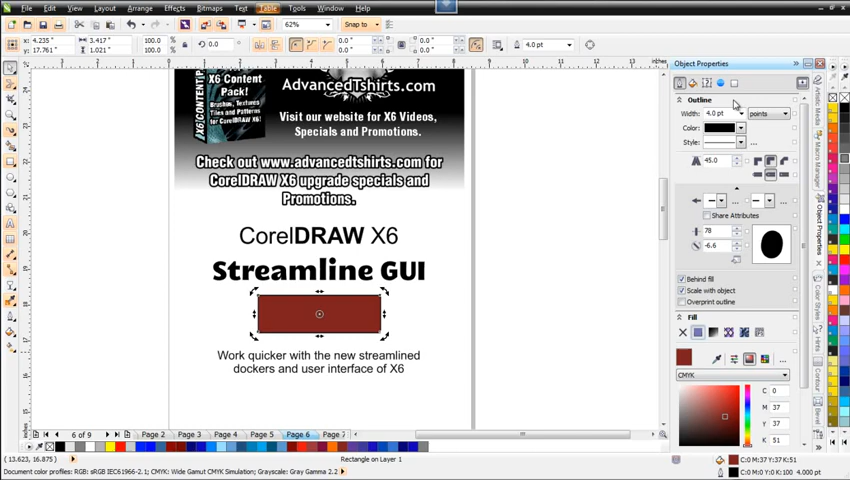 File Edit View Layout Arrange Effects Bitmaps Text Table Tools Window Help
62% Snap to
4.235 " 3.417 " 100.0 % 0.0 ° 0.0 " 0.0 " 4.0 pt
17.761 " 1.021 " 100.0 % 0.0 " 0.0 "
X6 Content
Pack!
Brushes, Textures
Tiles and Patterns
for CorelDRAW X6
X6 CONTENT
AdvancedTshirts.com
Visit our website for X6 Videos,
Specials and Promotions.
Check out www.advancedtshirts.com for
CorelDRAW X6 upgrade specials and
Promotions.
CorelDRAW X6
Streamline GUI
Work quicker with the new streamlined
dockers and user interface of X6
Object Properties
Outline
Width: 4.0 pt points
Color:
Style:
45.0
Share Attributes
78
-6.6
Behind fill
Scale with object
Overprint outline
Fill
CMYK
C 0
M 37
Y 37
K 51
Artistic Media
Macro Manager
Object Properties
Color Styles
Hints
Contour
Bevel
6 of 9 Page 2 Page 3 Page 4 Page 5 Page 6 Page 7
(13.623, 16.875) Rectangle on Layer 1 C:0 M:37 Y:37 K:51
Document color profiles: RGB: sRGB IEC61966-2.1; CMYK: Wide Gamut CMYK Simulation; Grayscale: Gray Gamma 2.2 C:0 M:0 Y:0 K:100 4.000 pt